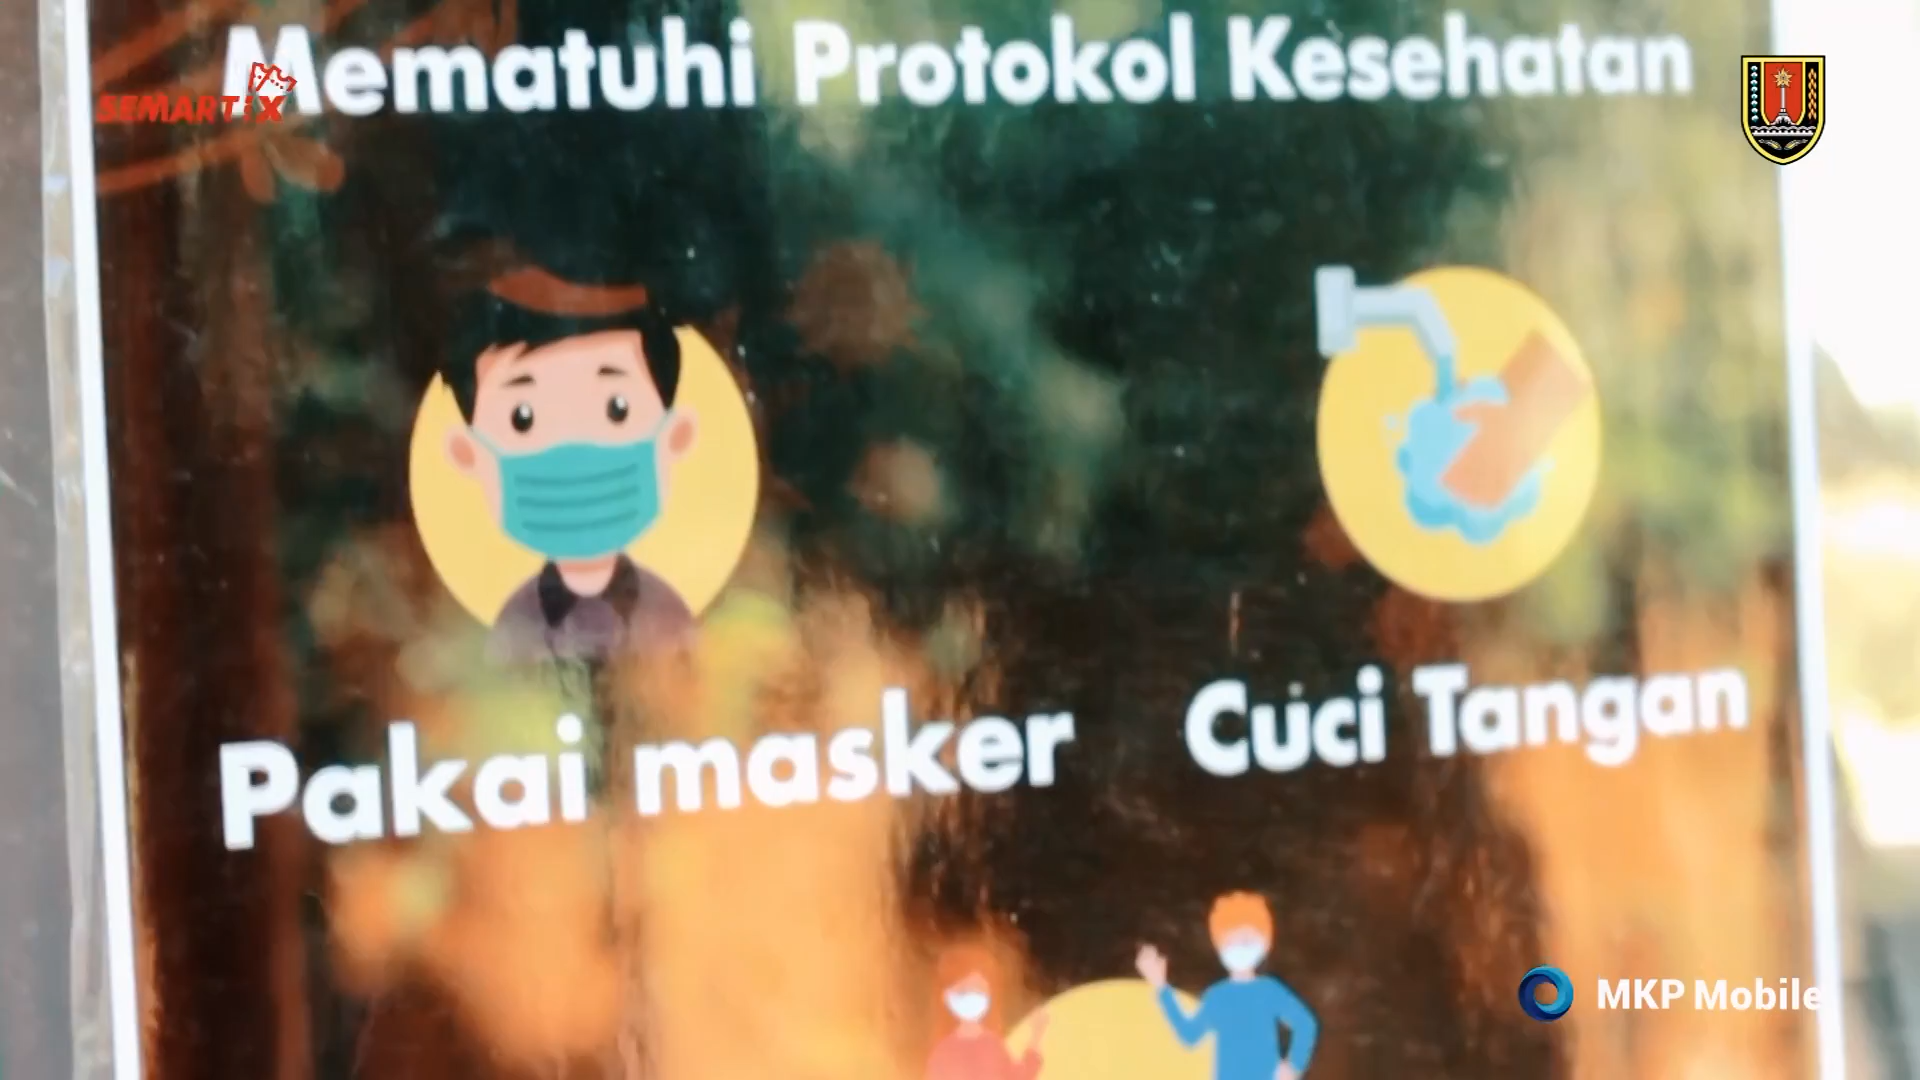 Mematuhi Protokol Kesehatan
SEMARTiX
Pakai masker
Cuci Tangan
MKP Mobile